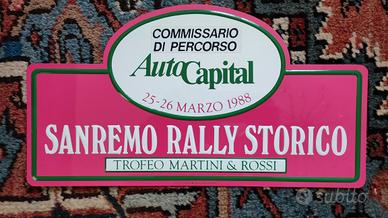 COMMISSARIO
DI PERCORSO
AutoCapital
25-26 MARZO 1988
SANREMO RALLY STORICO
TROFEO MARTINI & ROSSI
subito